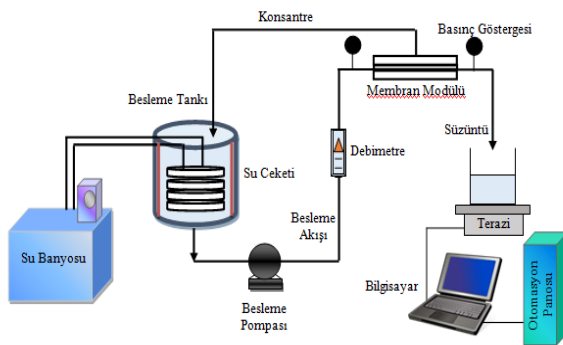 Konsantre
Basınç Göstergesi
Besleme Tankı
Membran Modülü
Süzüntü
Debimetre
Su Ceketi
Besleme
Akışı
Terazi
Su Banyosu
Besleme
Pompası
Bilgisayar
Otomasyon
Panosu